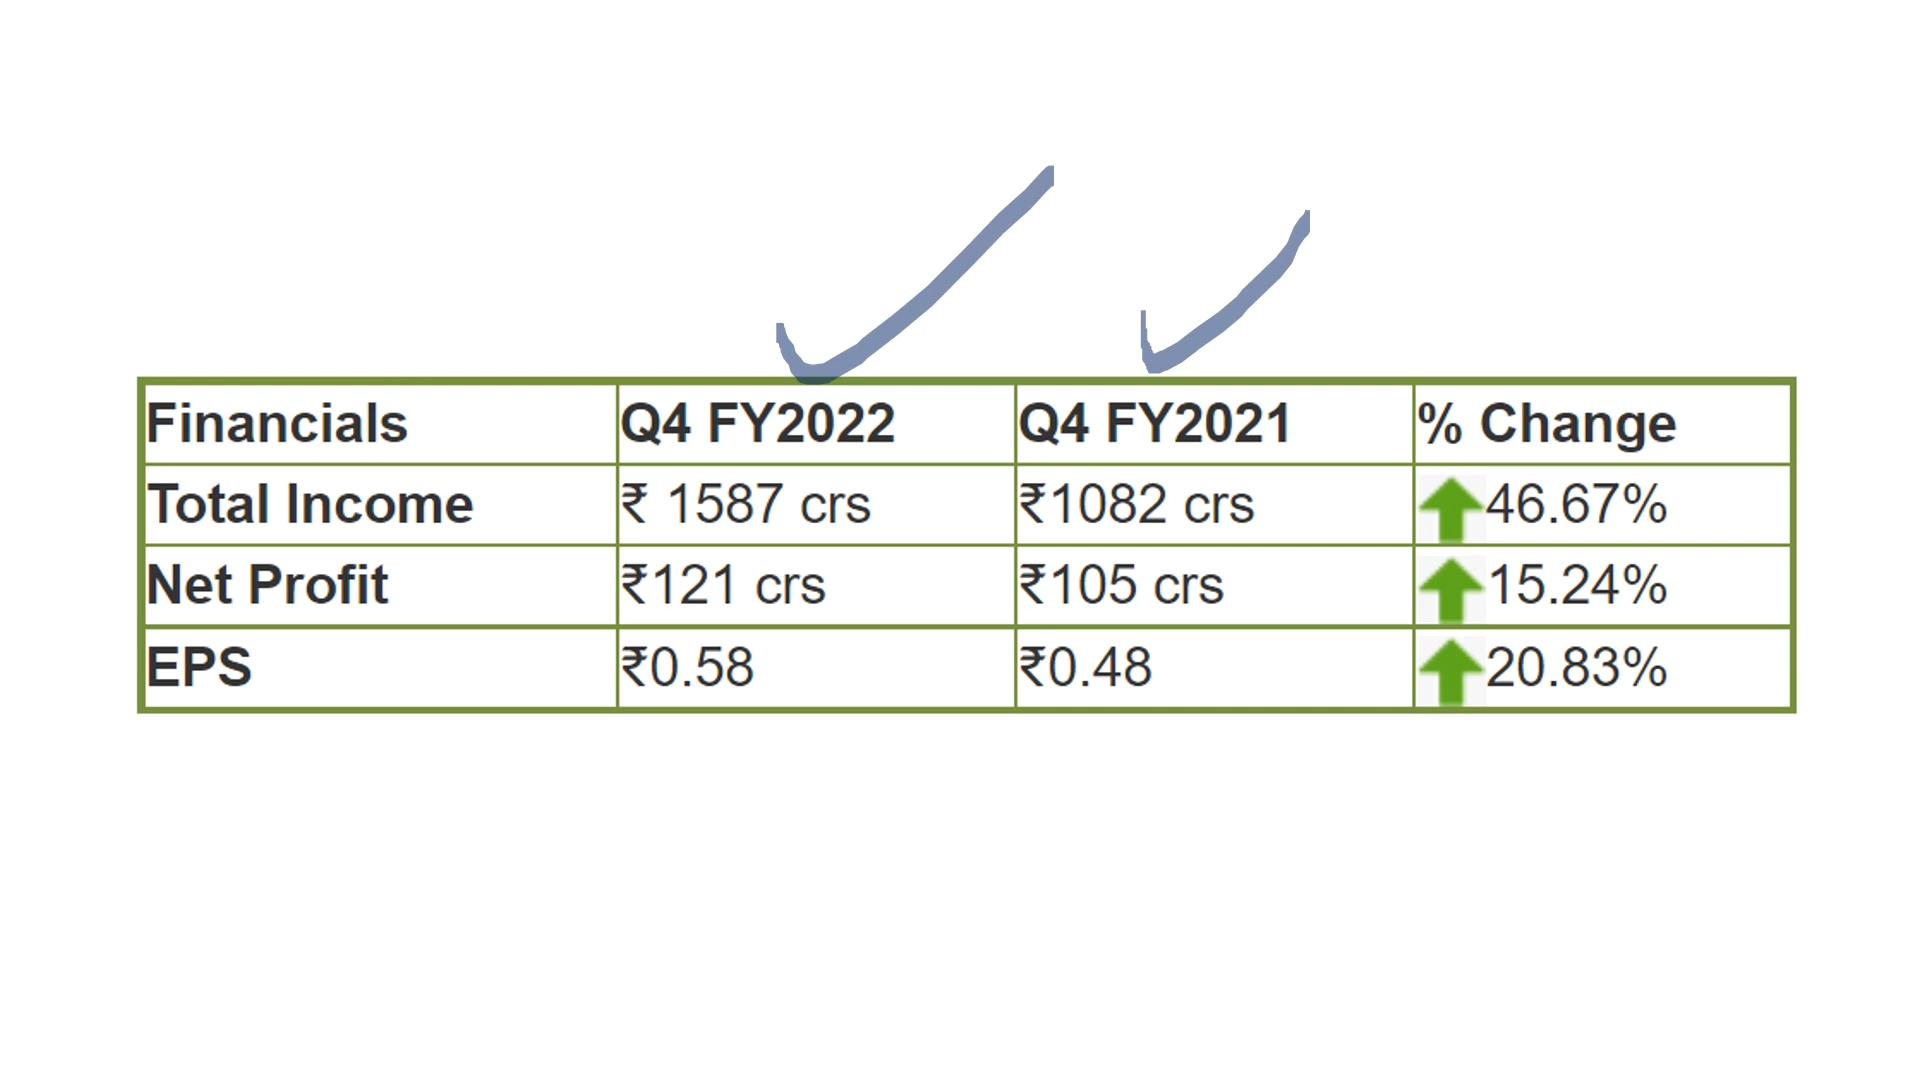 Financials Q4 FY2022 Q4 FY2021 % Change
Total Income ₹ 1587 crs ₹1082 crs 46.67%
Net Profit ₹121 crs ₹105 crs 15.24%
EPS ₹0.58 ₹0.48 20.83%